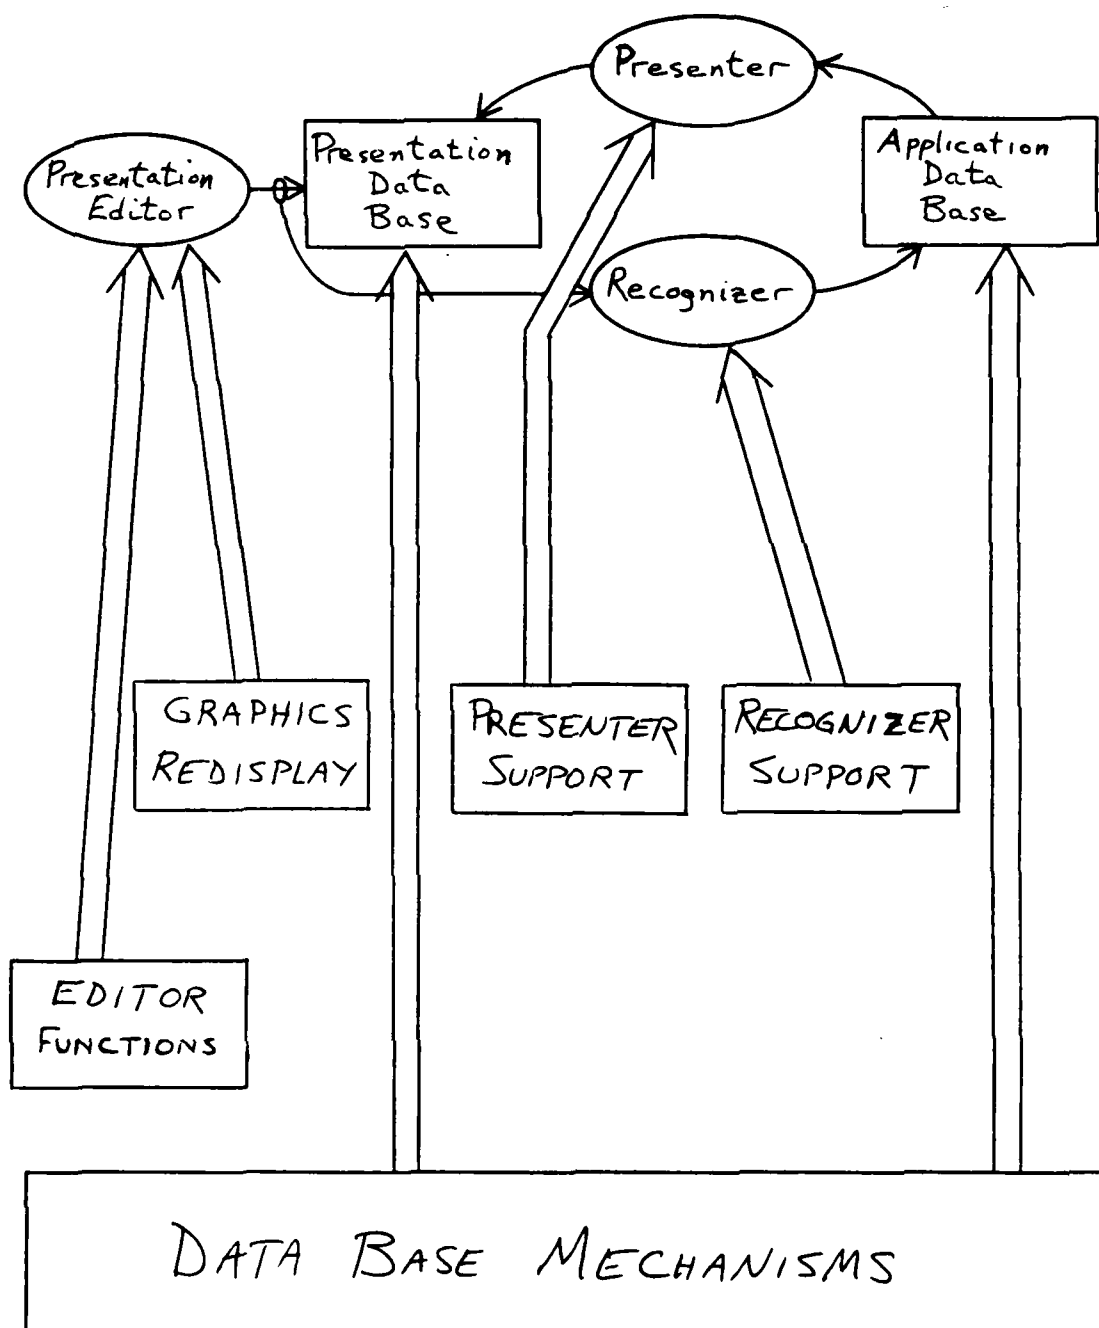 Presenter
Presentation
Data
Base
Application
Data
Base
Presentation
Editor
Recognizer
GRAPHICS
REDISPLAY
PRESENTER
SUPPORT
RECOGNIZER
SUPPORT
EDITOR
FUNCTIONS
DATA BASE MECHANISMS